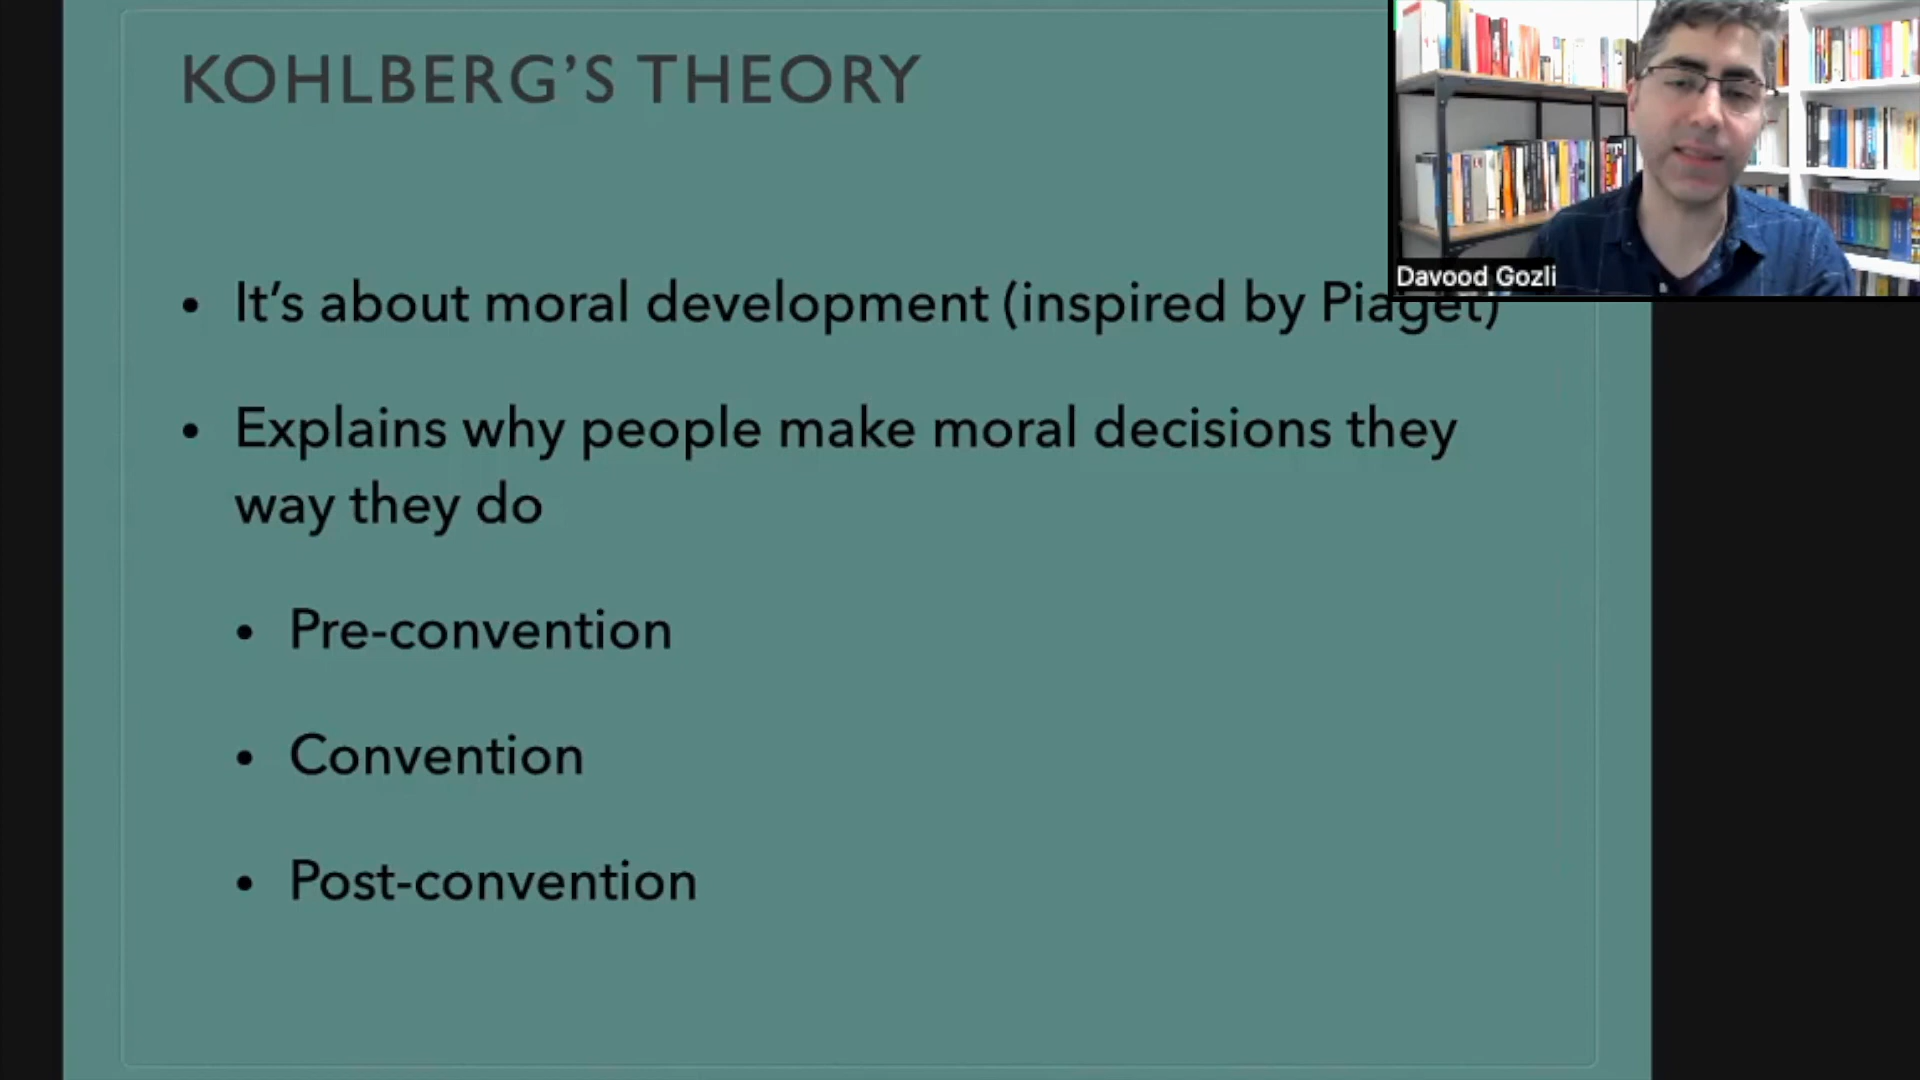 KOHLBERG’S THEORY
Davood Gozli
• It’s about moral development (inspired by Piaget)
• Explains why people make moral decisions they
way they do
• Pre-convention
• Convention
• Post-convention